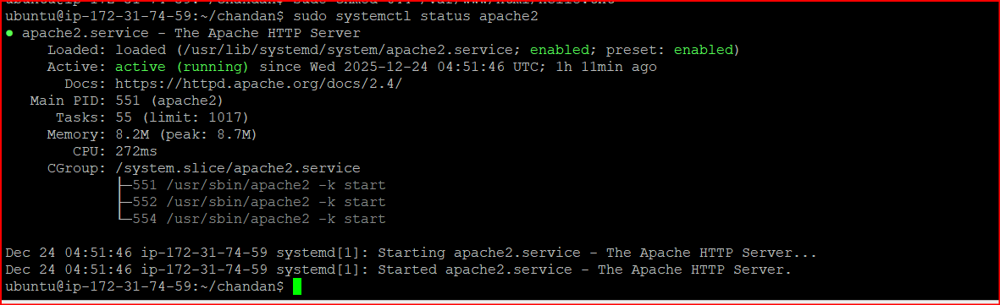 ubuntu@ip-172-31-74-59:~/chandan$ sudo systemctl status apache2
● apache2.service - The Apache HTTP Server
     Loaded: loaded (/usr/lib/systemd/system/apache2.service; enabled; preset: enabled)
     Active: active (running) since Wed 2025-12-24 04:51:46 UTC; 1h 11min ago
       Docs: https://httpd.apache.org/docs/2.4/
   Main PID: 551 (apache2)
      Tasks: 55 (limit: 1017)
     Memory: 8.2M (peak: 8.7M)
        CPU: 272ms
     CGroup: /system.slice/apache2.service
             ├─551 /usr/sbin/apache2 -k start
             ├─552 /usr/sbin/apache2 -k start
             └─554 /usr/sbin/apache2 -k start
Dec 24 04:51:46 ip-172-31-74-59 systemd[1]: Starting apache2.service - The Apache HTTP Server...
Dec 24 04:51:46 ip-172-31-74-59 systemd[1]: Started apache2.service - The Apache HTTP Server.
ubuntu@ip-172-31-74-59:~/chandan$